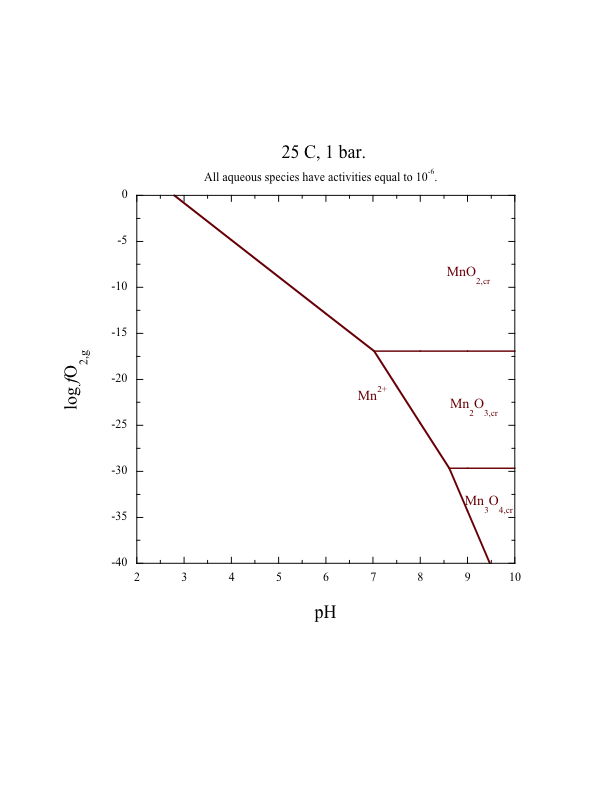 25 C, 1 bar.
All aqueous species have activities equal to 10⁻⁶.
0
-5
-10
-15
-20
-25
-30
-35
-40
log fO₂,g
MnO₂,cr
Mn²⁺
Mn₂O₃,cr
Mn₃O₄,cr
2 3 4 5 6 7 8 9 10
pH